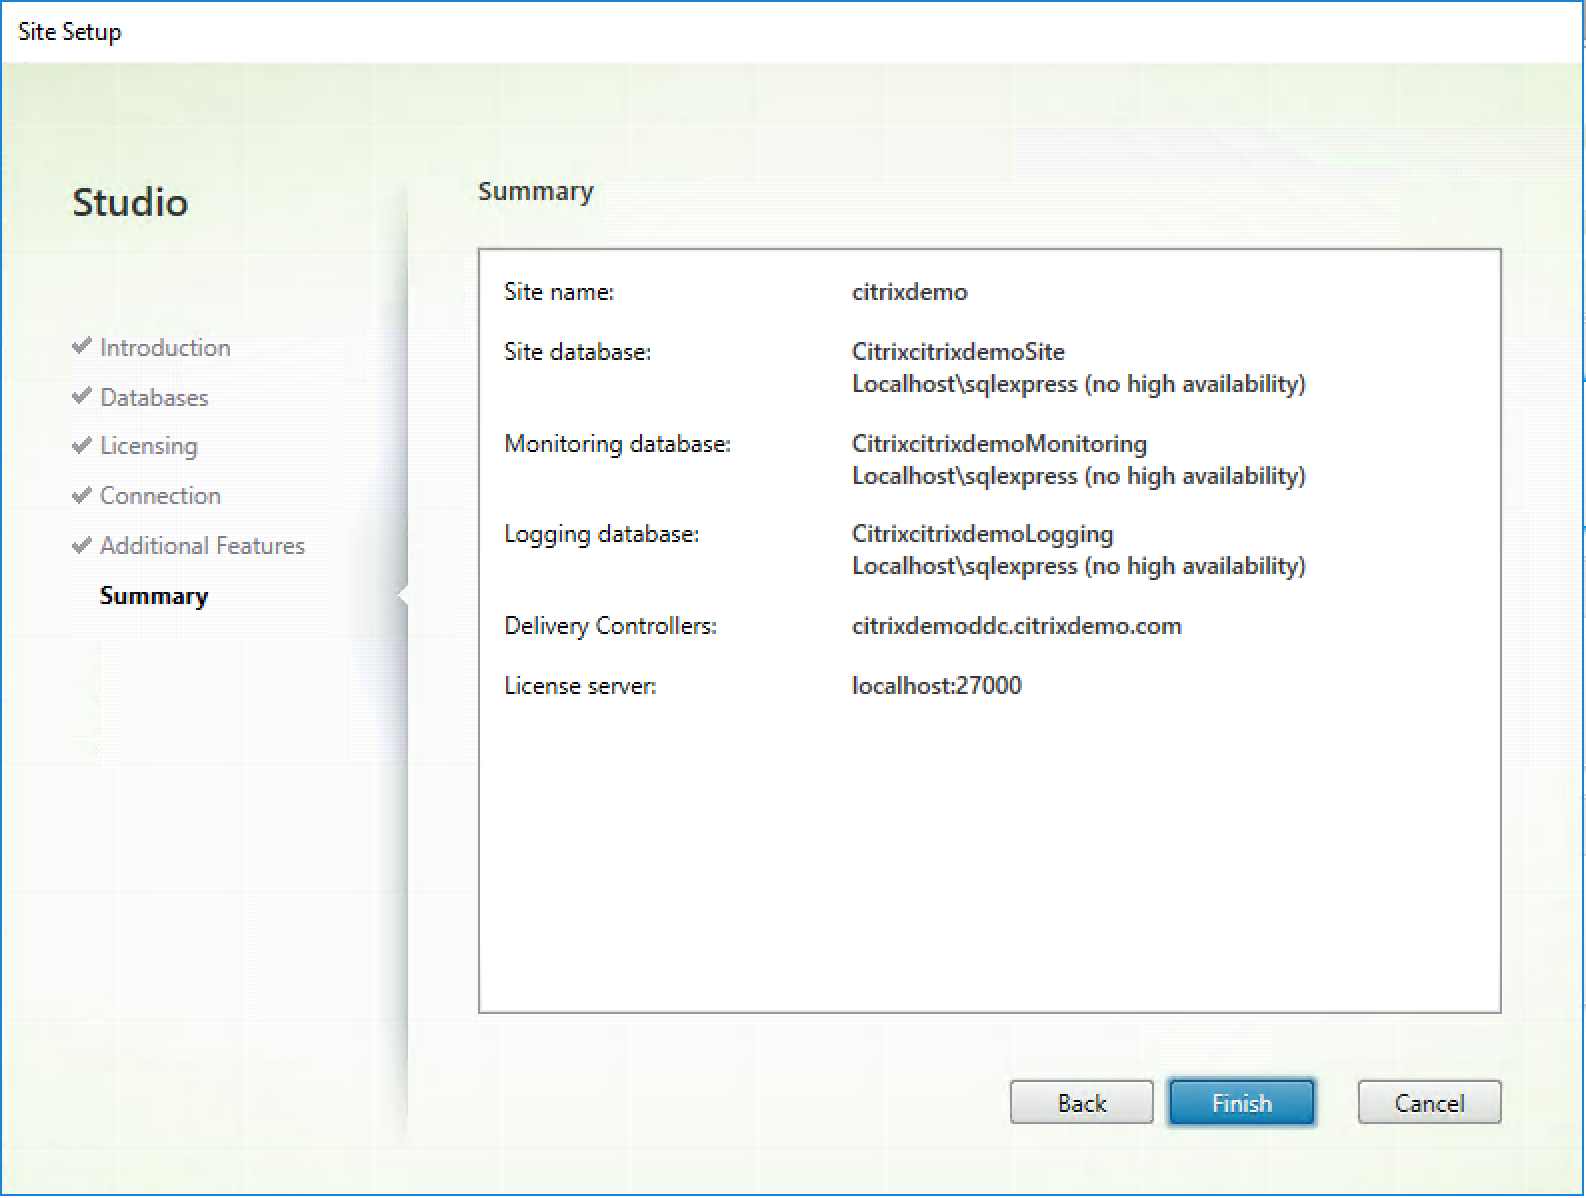 Site Setup
Studio
Introduction
Databases
Licensing
Connection
Additional Features
Summary
Summary
Site name: citrixdemo
Site database: CitrixcitrixdemoSite
Localhost\sqlexpress (no high availability)
Monitoring database: CitrixcitrixdemoMonitoring
Localhost\sqlexpress (no high availability)
Logging database: CitrixcitrixdemoLogging
Localhost\sqlexpress (no high availability)
Delivery Controllers: citrixdemoddc.citrixdemo.com
License server: localhost:27000
Back Finish Cancel